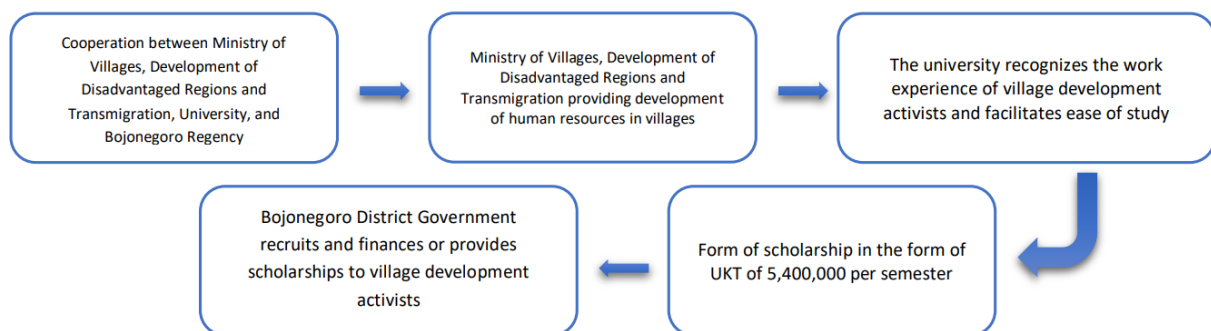 Cooperation between Ministry of
Villages, Development of
Disadvantaged Regions and
Transmigration, University, and
Bojonegoro Regency
Ministry of Villages, Development of
Disadvantaged Regions and
Transmigration providing development
of human resources in villages
The university recognizes the work
experience of village development
activists and facilitates ease of study
Form of scholarship in the form of
UKT of 5,400,000 per semester
Bojonegoro District Government
recruits and finances or provides
scholarships to village development
activists